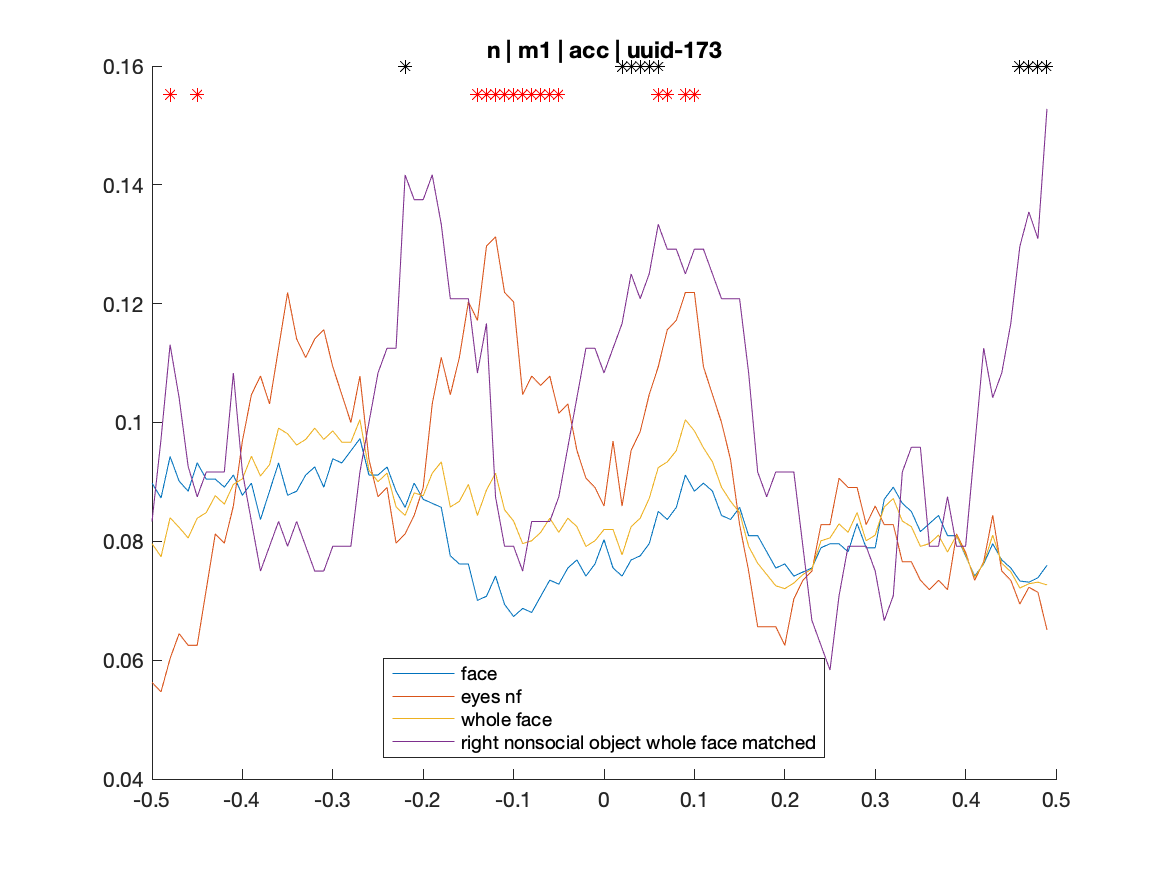 n | m1 | acc | uuid-173
0.16
0.14
0.12
0.1
0.08
0.06
0.04
face
eyes nf
whole face
right nonsocial object whole face matched
-0.5 -0.4 -0.3 -0.2 -0.1 0 0.1 0.2 0.3 0.4 0.5